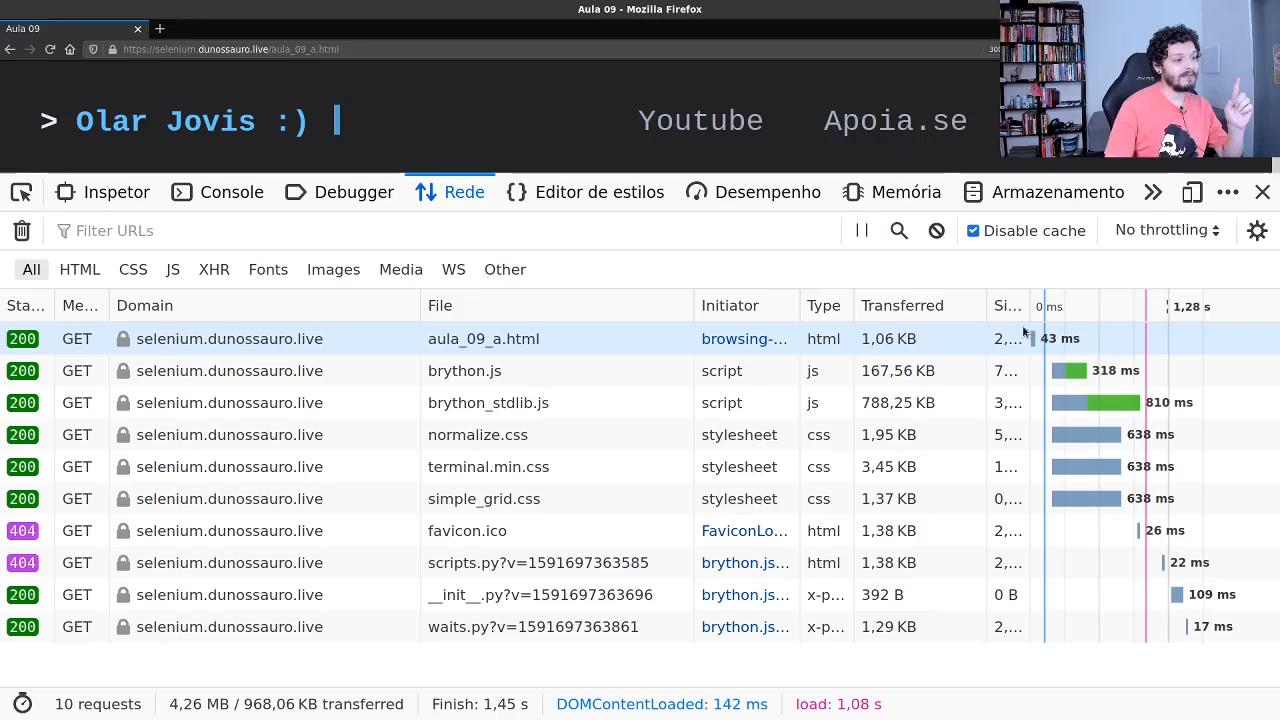 Aula 09 - Mozilla Firefox
Aula 09
https://selenium.dunossauro.live/aula_09_a.html
> Olar Jovis :) Youtube Apoia.se
Inspetor Console Debugger Rede Editor de estilos Desempenho Memória Armazenamento
Filter URLs Disable cache No throttling
All HTML CSS JS XHR Fonts Images Media WS Other
Sta... Me... Domain File Initiator Type Transferred Si... 0 ms 1,28 s
200 GET selenium.dunossauro.live aula_09_a.html browsing-... html 1,06 KB 2,... 43 ms
200 GET selenium.dunossauro.live brython.js script js 167,56 KB 7... 318 ms
200 GET selenium.dunossauro.live brython_stdlib.js script js 788,25 KB 3,... 810 ms
200 GET selenium.dunossauro.live normalize.css stylesheet css 1,95 KB 5,... 638 ms
200 GET selenium.dunossauro.live terminal.min.css stylesheet css 3,45 KB 1... 638 ms
200 GET selenium.dunossauro.live simple_grid.css stylesheet css 1,37 KB 0,... 638 ms
404 GET selenium.dunossauro.live favicon.ico FaviconLo... html 1,38 KB 2,... 26 ms
404 GET selenium.dunossauro.live scripts.py?v=1591697363585 brython.js... html 1,38 KB 2,... 22 ms
200 GET selenium.dunossauro.live __init__.py?v=1591697363696 brython.js... x-p... 392 B 0 B 109 ms
200 GET selenium.dunossauro.live waits.py?v=1591697363861 brython.js... x-p... 1,29 KB 2,... 17 ms
10 requests 4,26 MB / 968,06 KB transferred Finish: 1,45 s DOMContentLoaded: 142 ms load: 1,08 s